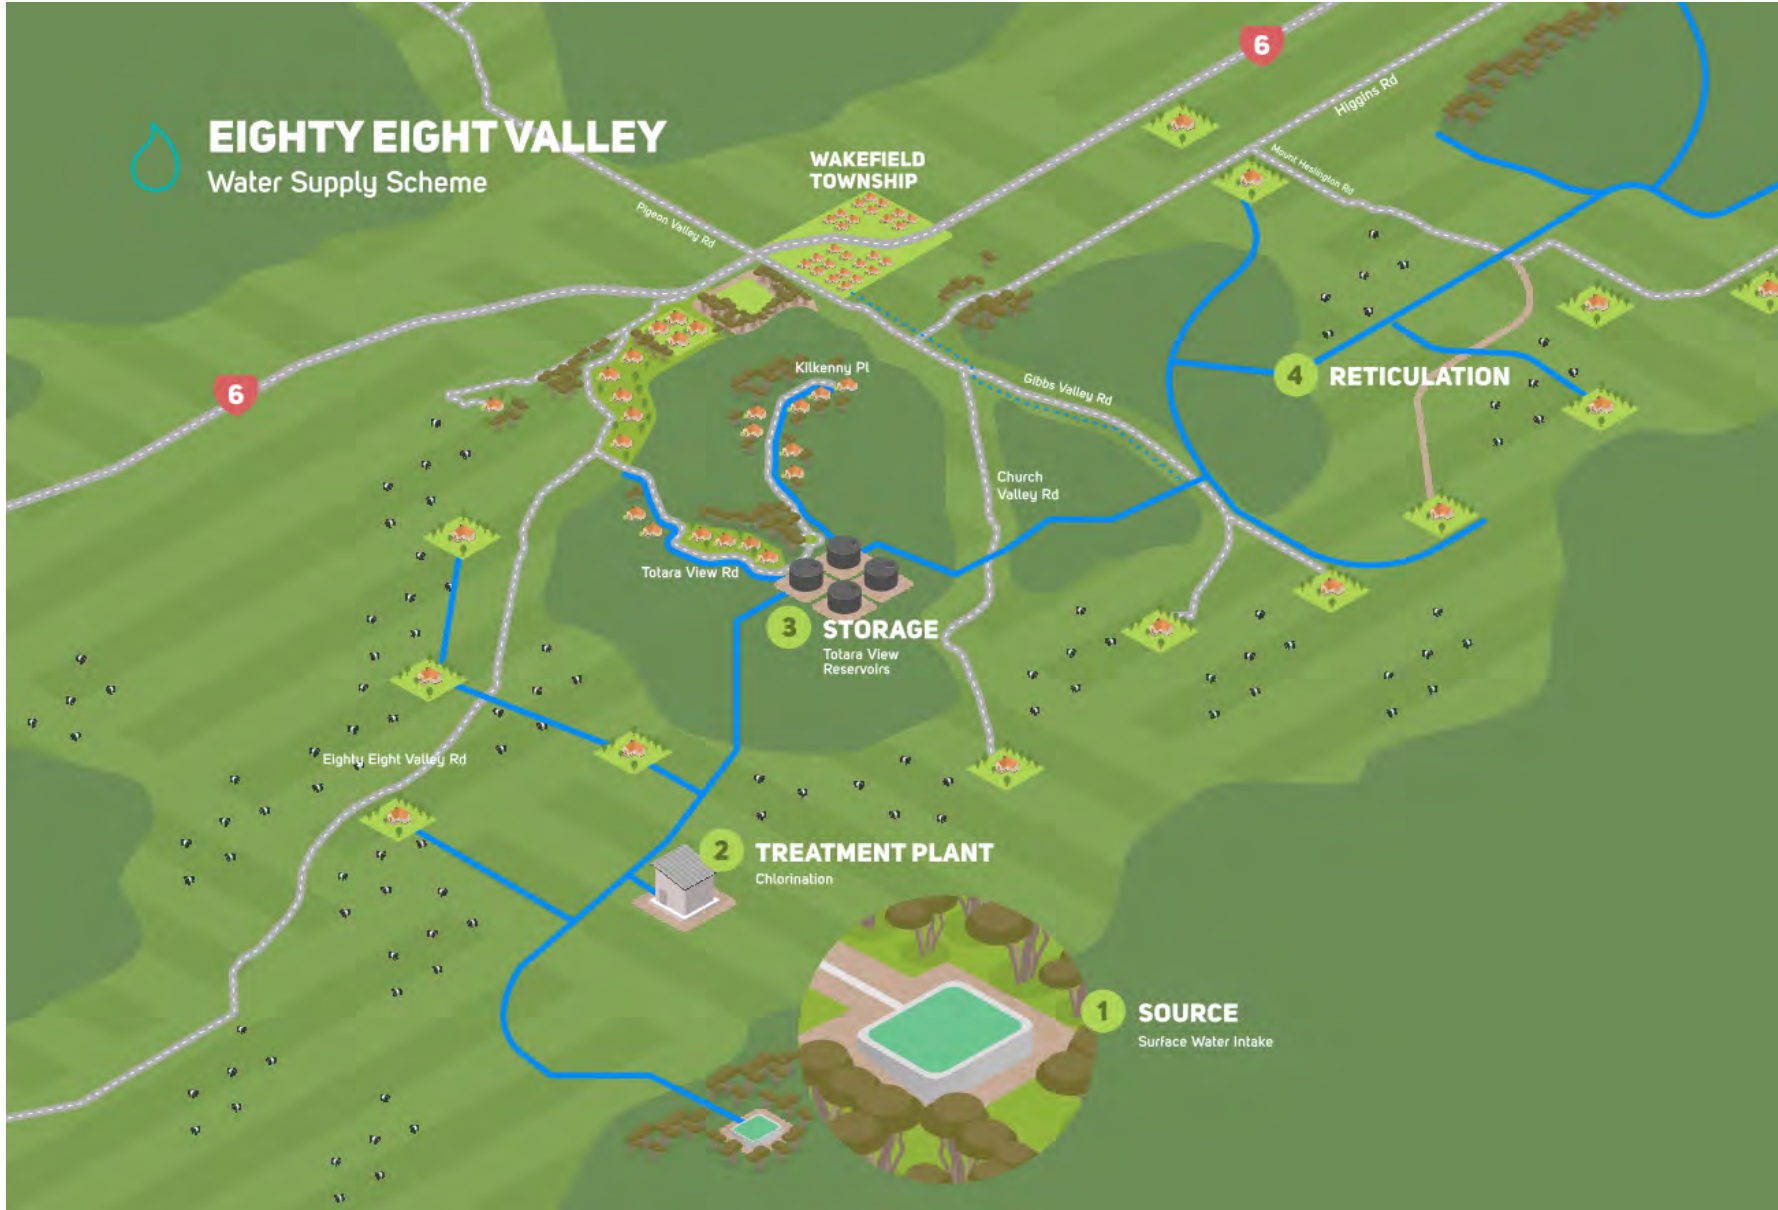 EIGHTY EIGHT VALLEY
Water Supply Scheme
6
Higgins Rd
Mount Heslington Rd
WAKEFIELD
TOWNSHIP
Pigeon Valley Rd
6
Kilkenny Pl
Gibbs Valley Rd
4 RETICULATION
Church
Valley Rd
Totara View Rd
3 STORAGE
Totara View
Reservoirs
Eighty Eight Valley Rd
2 TREATMENT PLANT
Chlorination
1 SOURCE
Surface Water Intake